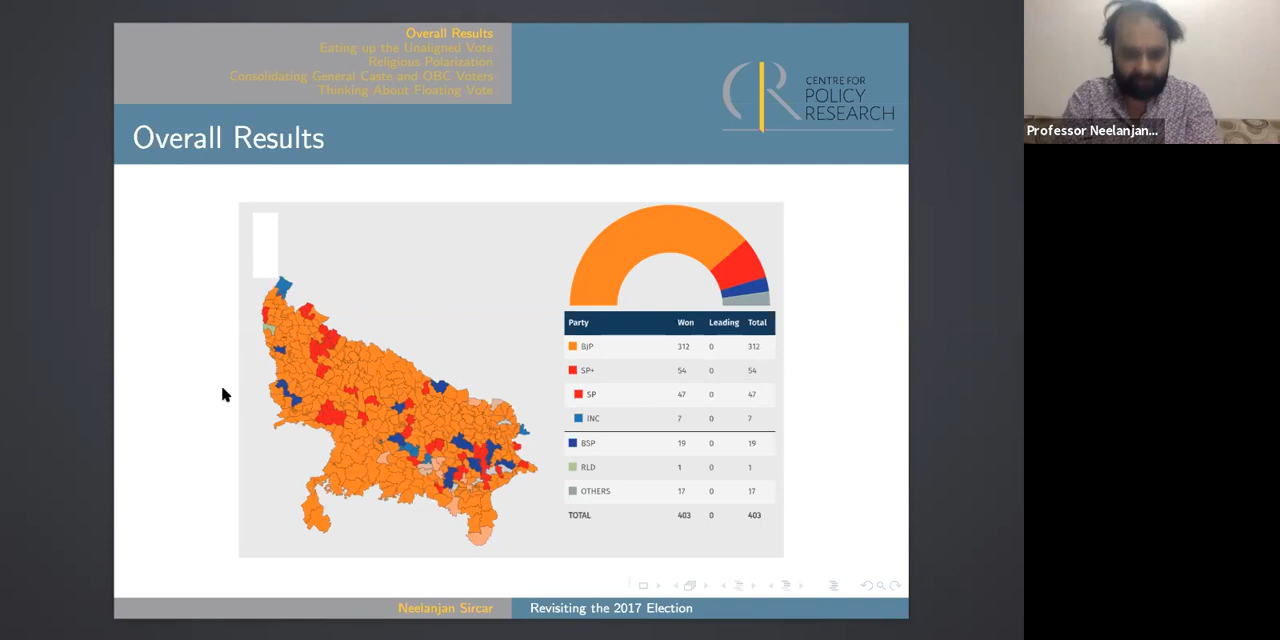 Overall Results
Eating up the Unaligned Vote
Religious Polarization
Consolidating General Caste and OBC Voters
Thinking About Floating Vote
CENTRE FOR
POLICY
RESEARCH
Professor Neelanjan...
Overall Results
Party Won Leading Total
BJP 312 0 312
SP+ 54 0 54
SP 47 0 47
INC 7 0 7
BSP 19 0 19
RLD 1 0 1
OTHERS 17 0 17
TOTAL 403 0 403
Neelanjan Sircar Revisiting the 2017 Election